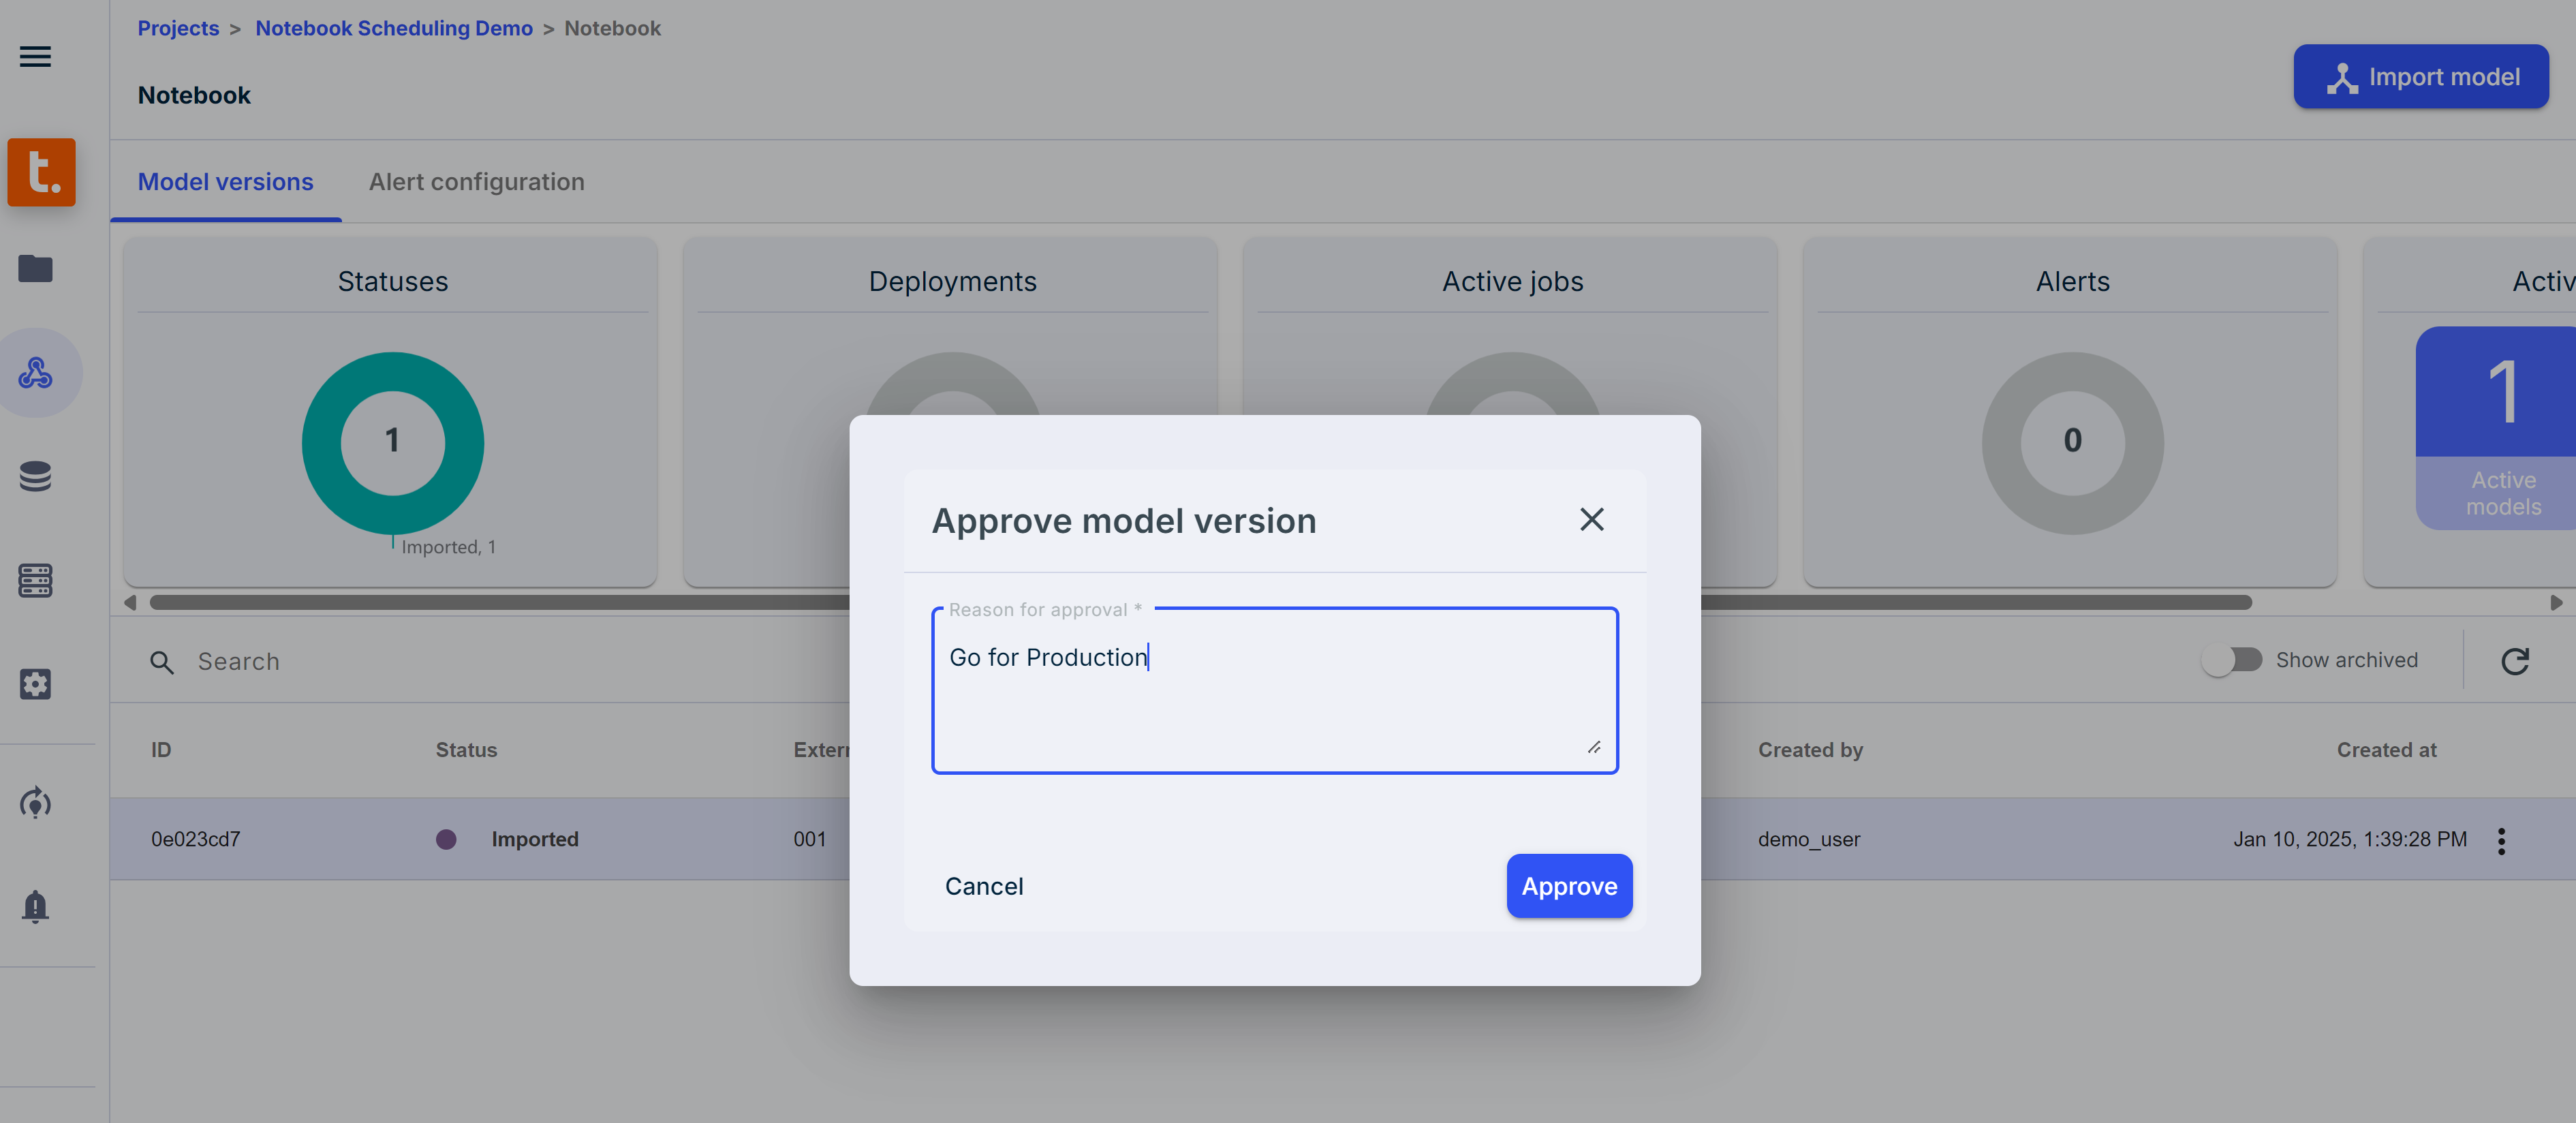 Projects > Notebook Scheduling Demo > Notebook
Import model
Notebook
t.
Model versions
Alert configuration
Statuses
Deployments
Active jobs
Alerts
Activ
1
0
1
Active
models
Imported, 1
Approve model version
Reason for approval *
Go for Production
Cancel
Approve
Search
Show archived
ID
Status
Extern
Created by
Created at
0e023cd7
Imported
001
demo_user
Jan 10, 2025, 1:39:28 PM